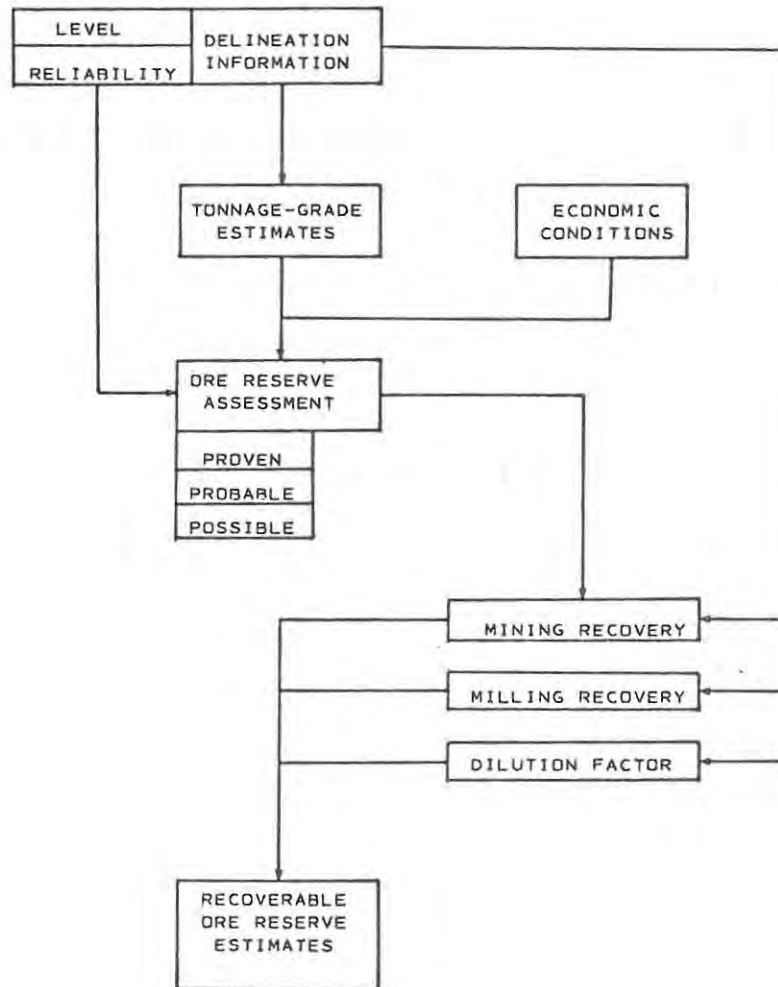 LEVEL
RELIABILITY
DELINEATION
INFORMATION
TONNAGE-GRADE
ESTIMATES
ECONOMIC
CONDITIONS
ORE RESERVE
ASSESSMENT
PROVEN
PROBABLE
POSSIBLE
MINING RECOVERY
MILLING RECOVERY
DILUTION FACTOR
RECOVERABLE
ORE RESERVE
ESTIMATES